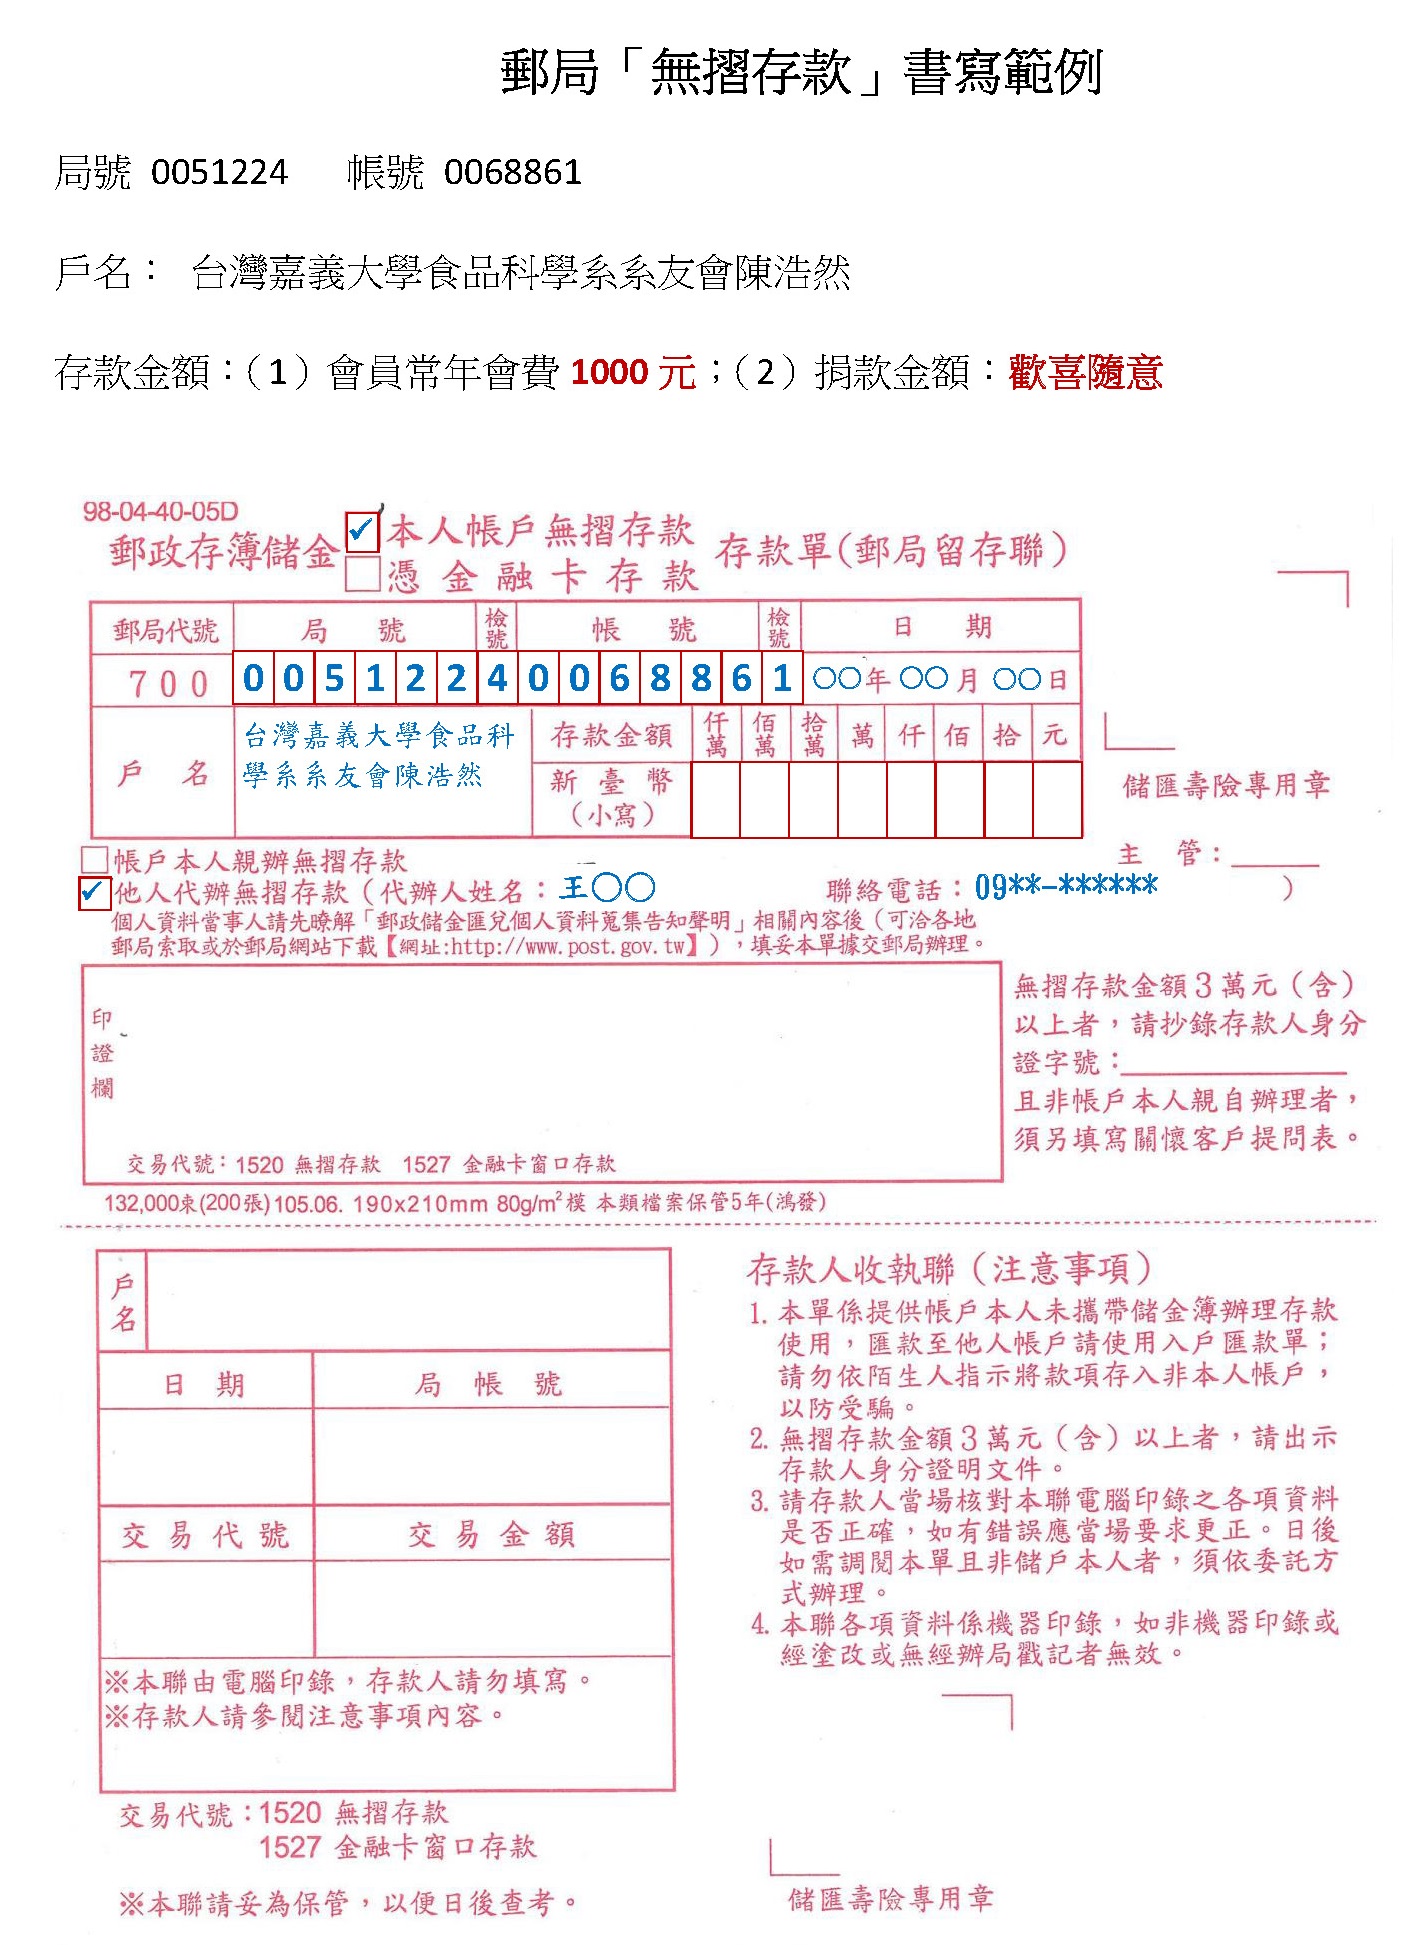 郵局「無摺存款」書寫範例
局號 0051224 帳號 0068861
戶名： 台灣嘉義大學食品科學系系友會陳浩然
存款金額：（1）會員常年會費 1000 元；（2）捐款金額：歡喜隨意
98-04-40-05D
郵政存簿儲金
✓本人帳戶無摺存款
憑金融卡存款
存款單(郵局留存聯)
郵局代號 局號 檢號 帳號 檢號 日期
700 0051224 0068861 〇〇年〇〇月〇〇日
戶名 台灣嘉義大學食品科
學系系友會陳浩然
存款金額 仟萬 佰萬 拾萬 萬 仟 佰 拾 元
新臺幣
（小寫）
儲匯壽險專用章
主管：
帳戶本人親辦無摺存款
✓他人代辦無摺存款（代辦人姓名：王〇〇 聯絡電話：09**-****** ）
個人資料當事人請先瞭解「郵政儲金匯兌個人資料蒐集告知聲明」相關內容後（可洽各地
郵局索取或於郵局網站下載【網址:http://www.post.gov.tw】），填妥本單據交郵局辦理。
印證欄
交易代號：1520 無摺存款 1527 金融卡窗口存款
無摺存款金額3萬元（含）
以上者，請抄錄存款人身分
證字號：
且非帳戶本人親自辦理者，
須另填寫關懷客戶提問表。
132,000束(200張)105.06. 190x210mm 80g/m²模 本類檔案保管5年(鴻發)
戶名
日期 局帳號
交易代號 交易金額
※本聯由電腦印錄，存款人請勿填寫。
※存款人請參閱注意事項內容。
交易代號：1520 無摺存款
1527 金融卡窗口存款
※本聯請妥為保管，以便日後查考。
存款人收執聯（注意事項）
1. 本單係提供帳戶本人未攜帶儲金簿辦理存款
使用，匯款至他人帳戶請使用入戶匯款單；
請勿依陌生人指示將款項存入非本人帳戶，
以防受騙。
2. 無摺存款金額3萬元（含）以上者，請出示
存款人身分證明文件。
3. 請存款人當場核對本聯電腦印錄之各項資料
是否正確，如有錯誤應當場要求更正。日後
如需調閱本單且非儲戶本人者，須依委託方
式辦理。
4. 本聯各項資料係機器印錄，如非機器印錄或
經塗改或無經辦局戳記者無效。
儲匯壽險專用章